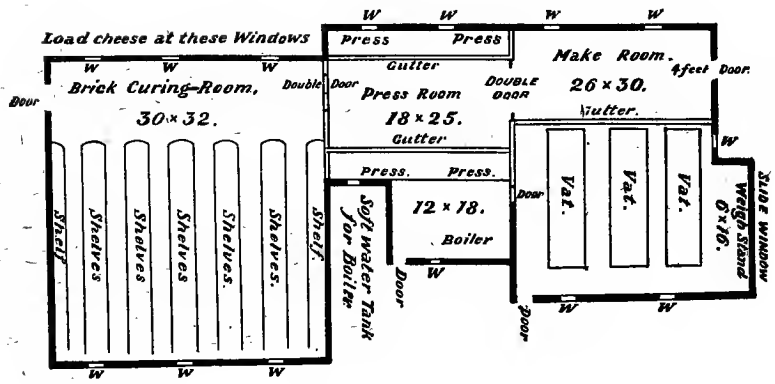 W W W W
Load cheese at these Windows
Press Press
W W W
Gutter
Make Room.
26 × 30.
4 feet Door.
Door
Brick Curing-Room,
30 × 32.
Double Door
Press Room
18 × 25.
DOUBLE
DOOR
Gutter
Gutter.
W
Press. Press.
Shelf
Shelves
Shelves
Shelves
Shelves.
Shelves.
Shelf
Soft water Tank
for Boiler.
12 × 18.
Boiler
W
Door
Door
Vat.
Vat.
Vat.
Weigh Stand
6 × 16.
SLIDE WINDOW
Door
W W
W W W